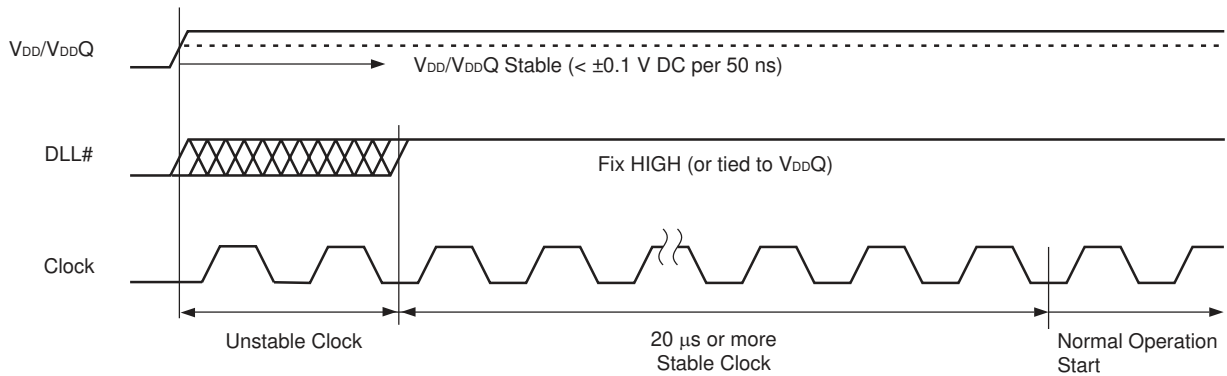 VDD/VDDQ
VDD/VDDQ Stable (< ±0.1 V DC per 50 ns)
DLL#
Fix HIGH (or tied to VDDQ)
Clock
Unstable Clock
20 μs or more
Stable Clock
Normal Operation
Start